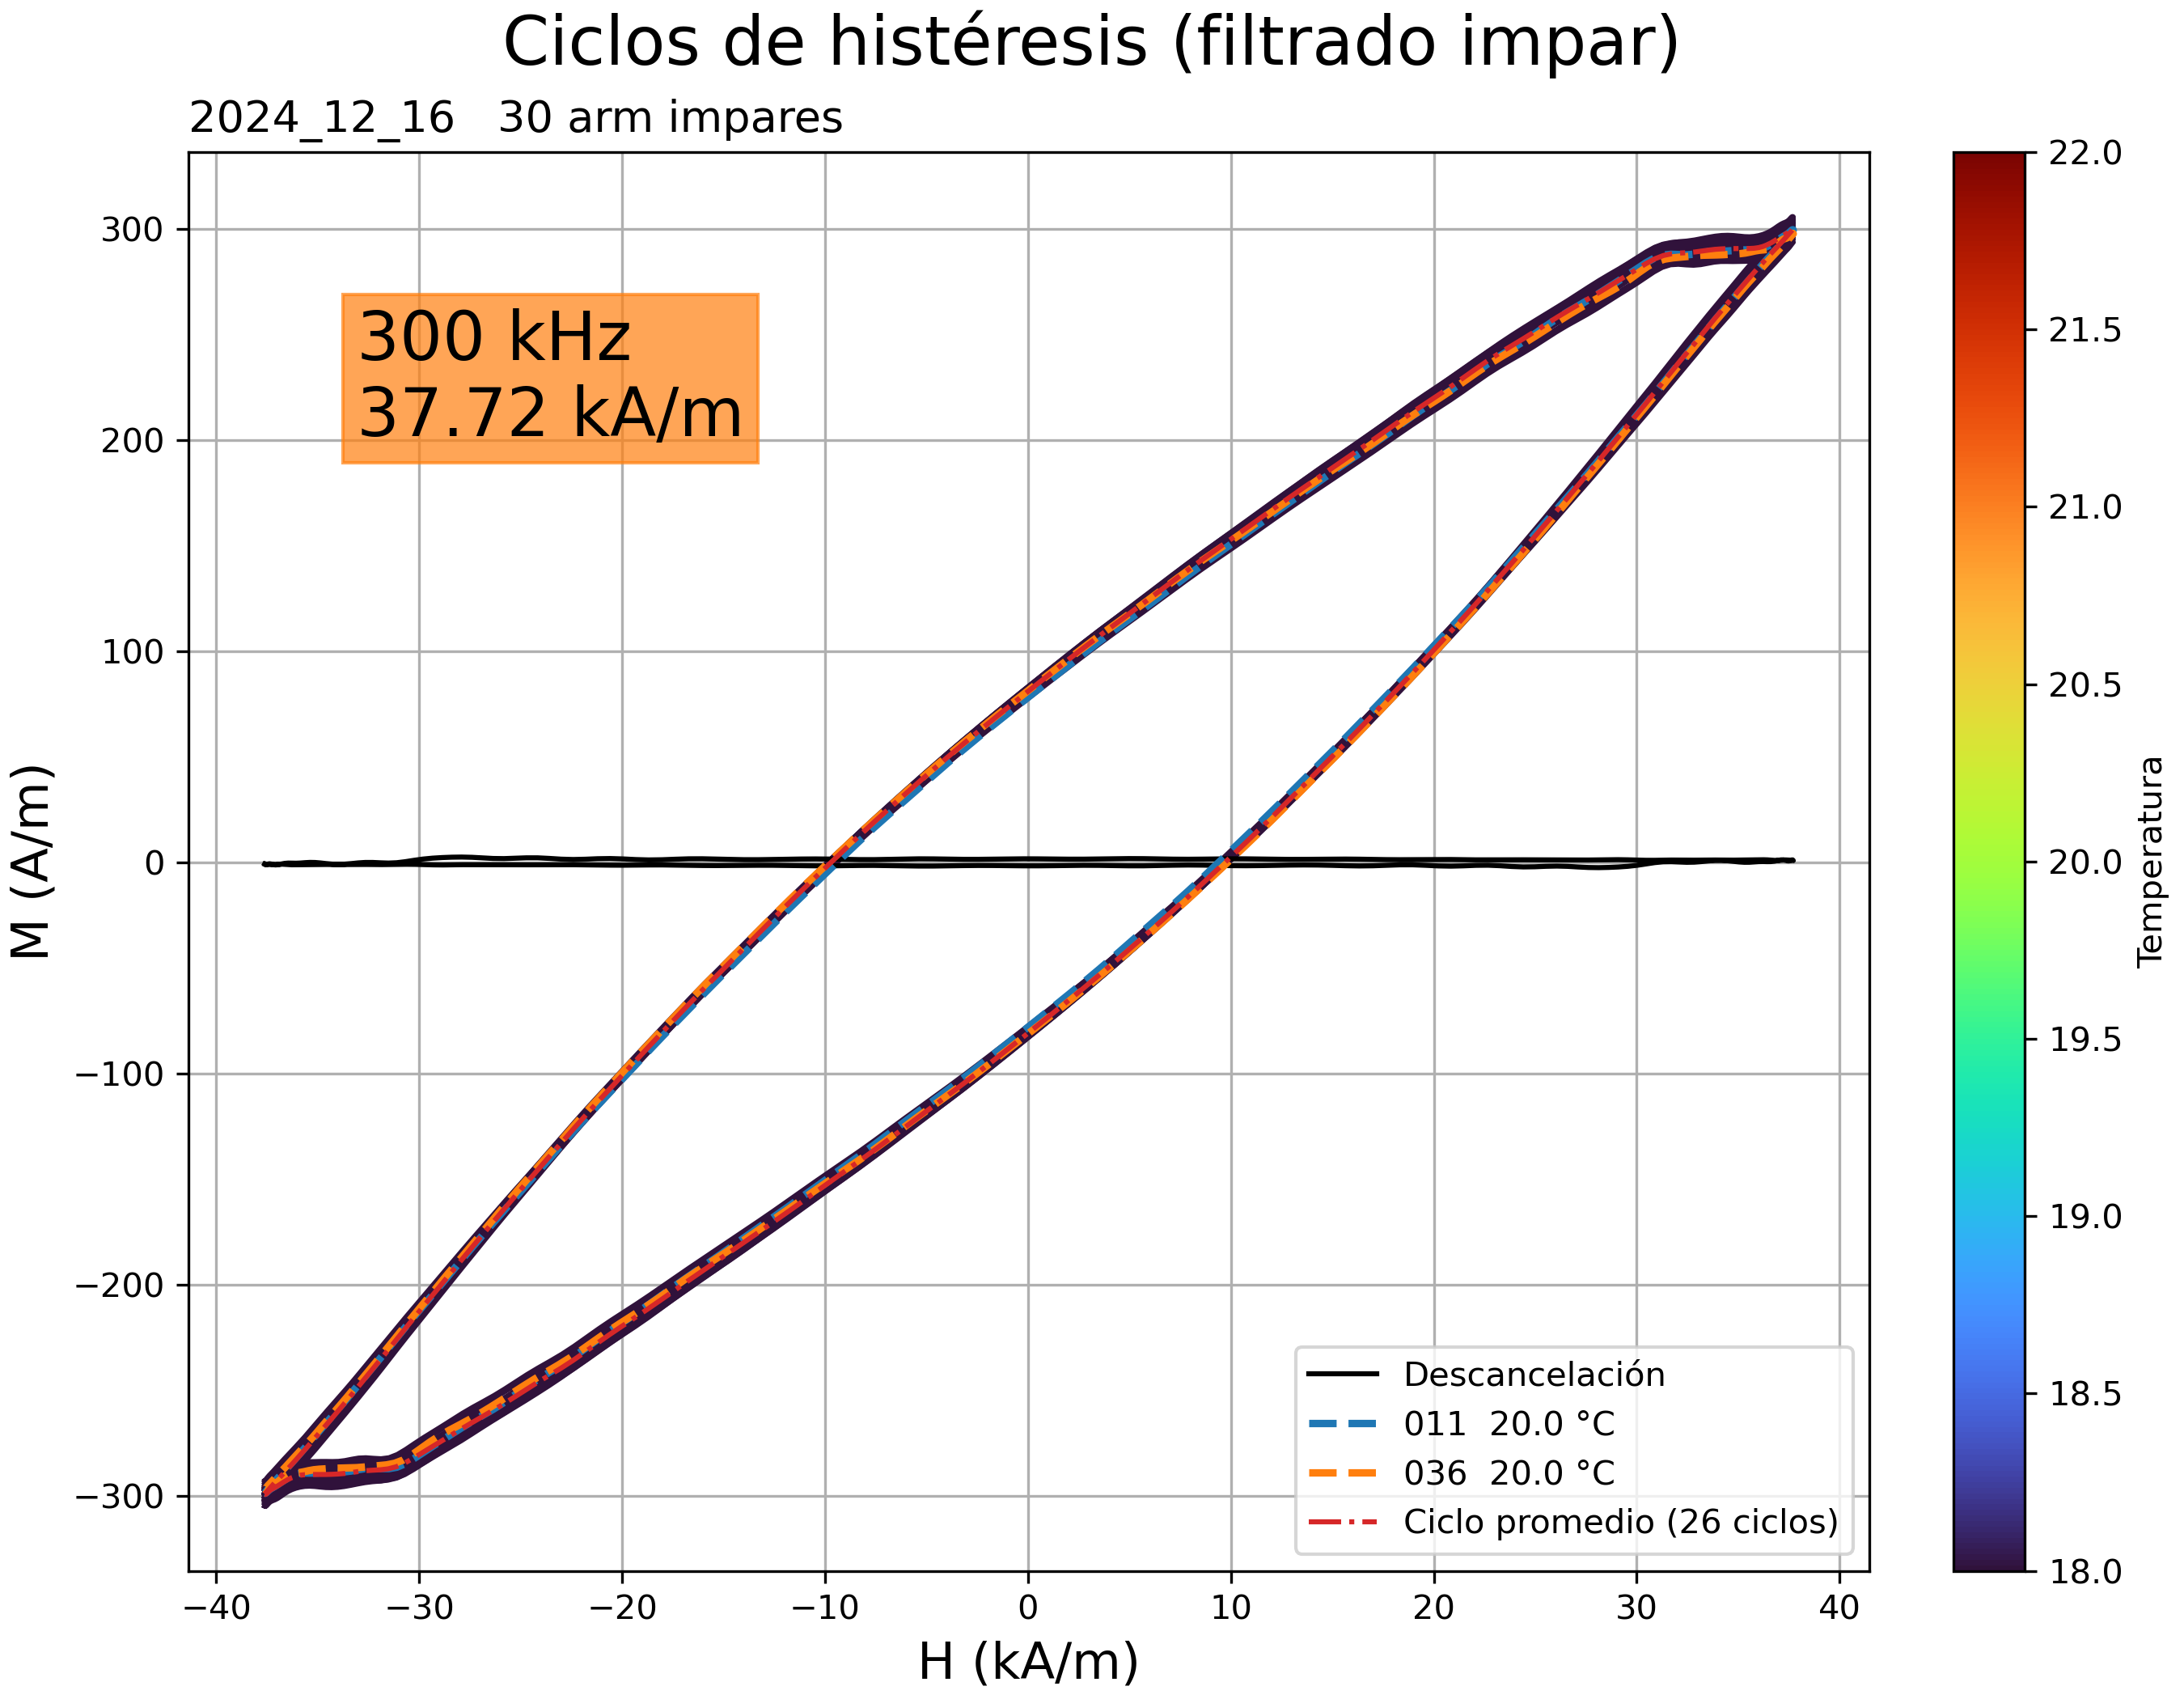 Ciclos de histéresis (filtrado impar)
2024_12_16   30 arm impares
300 kHz
37.72 kA/m
M (A/m)
300
200
100
0
−100
−200
−300
−40
−30
−20
−10
0
10
20
30
40
H (kA/m)
Descancelación
011  20.0 °C
036  20.0 °C
Ciclo promedio (26 ciclos)
22.0
21.5
21.0
20.5
20.0
19.5
19.0
18.5
18.0
Temperatura